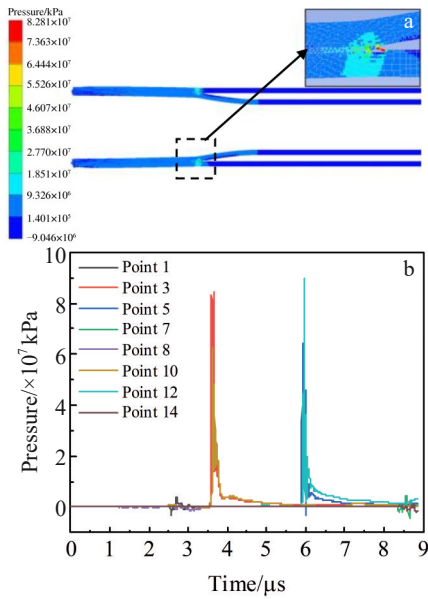 Pressure/kPa
8.281×10⁷
7.363×10⁷
6.444×10⁷
5.526×10⁷
4.607×10⁷
3.688×10⁷
2.770×10⁷
1.851×10⁷
9.326×10⁶
1.401×10⁵
−9.046×10⁶
a
b
Point 1
Point 3
Point 5
Point 7
Point 8
Point 10
Point 12
Point 14
Pressure/×10⁷ kPa
10
8
6
4
2
0
0 1 2 3 4 5 6 7 8 9
Time/μs